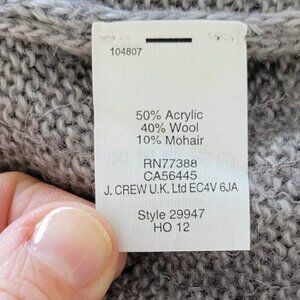 104807
50% Acrylic
40% Wool
10% Mohair
RN77388
CA56445
J. CREW U.K. Ltd EC4V 6JA
Style 29947
HO 12